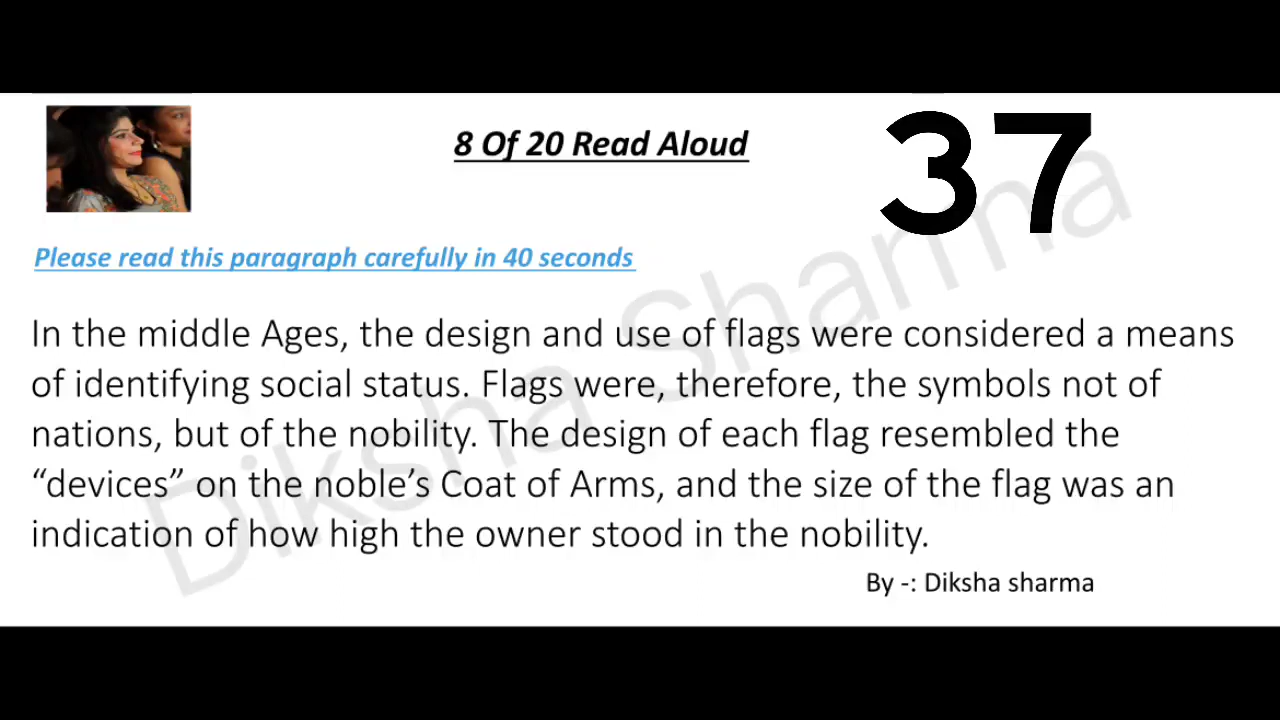 8 Of 20 Read Aloud
37
Please read this paragraph carefully in 40 seconds
In the middle Ages, the design and use of flags were considered a means
of identifying social status. Flags were, therefore, the symbols not of
nations, but of the nobility. The design of each flag resembled the
“devices” on the noble’s Coat of Arms, and the size of the flag was an
indication of how high the owner stood in the nobility.
By -: Diksha sharma
Diksha Sharma